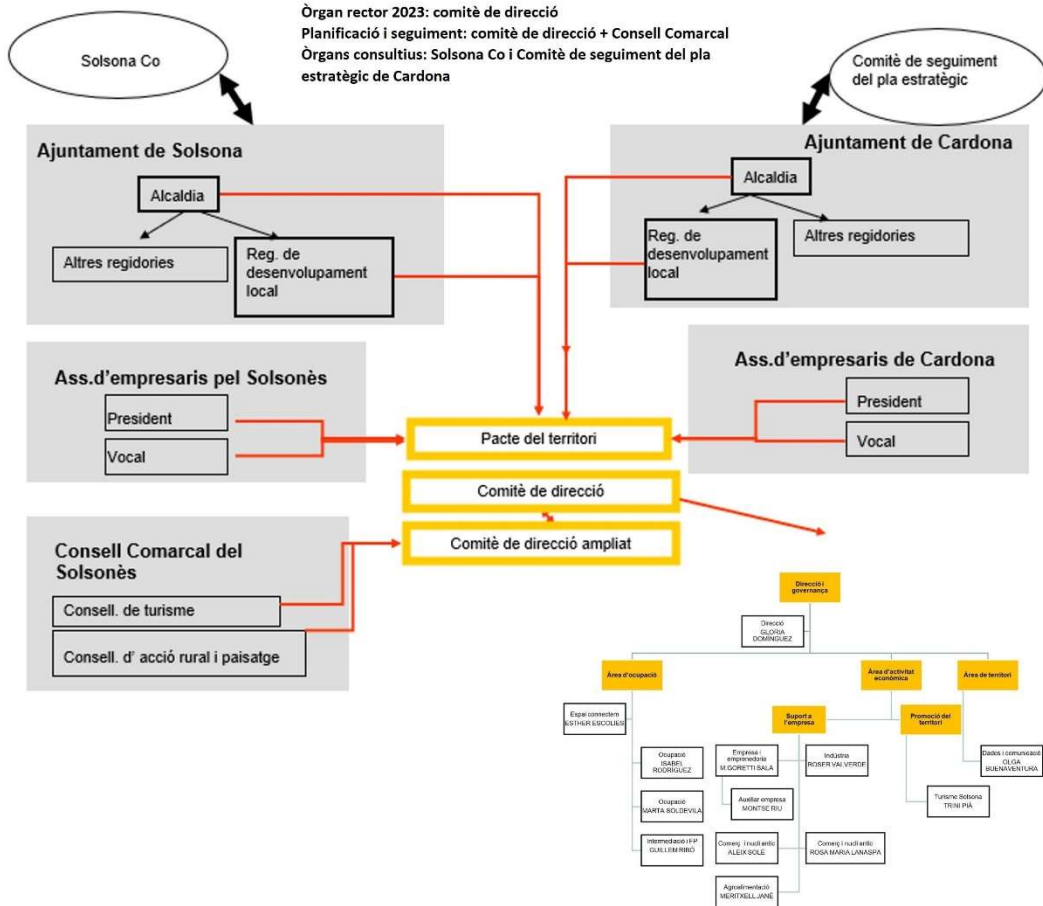 Òrgan rector 2023: comitè de direcció
Planificació i seguiment: comitè de direcció + Consell Comarcal
Òrgans consultius: Solsona Co i Comitè de seguiment del pla
estratègic de Cardona
Solsona Co
Comitè de seguiment
del pla estratègic
Ajuntament de Solsona
Alcaldia
Altres regidories
Reg. de
desenvolupament
local
Ajuntament de Cardona
Alcaldia
Reg. de
desenvolupament
local
Altres regidories
Ass.d'empresaris pel Solsonès
President
Vocal
Ass.d'empresaris de Cardona
President
Vocal
Pacte del territori
Comitè de direcció
Comitè de direcció ampliat
Consell Comarcal del
Solsonès
Consell. de turisme
Consell. d' acció rural i paisatge
Direcció i
governança
Direcció
GLORIA
DOMÍNGUEZ
Àrea d'ocupació
Àrea d'activitat
econòmica
Àrea de territori
Espai connectem
ESTHER ESCOLIES
Ocupació
ISABEL
RODRÍGUEZ
Ocupació
MARTA SOLDEVILA
Intermediació i FP
GUILLEM RIBÓ
Suport a
l'empresa
Promoció del
territori
Empresa i
emprenedoria
M.GORETTI SALA
Indústria
ROSER VALVERDE
Auxiliar empresa
MONTSE RIU
Comerç i nucli antic
ALEIX SOLÉ
Comerç i nucli antic
ROSA MARIA LANASPA
Agroalimentació
MERITXELL JANÉ
Dades i comunicació
OLGA
BUENAVENTURA
Turisme Solsona
TRINI PIÀ